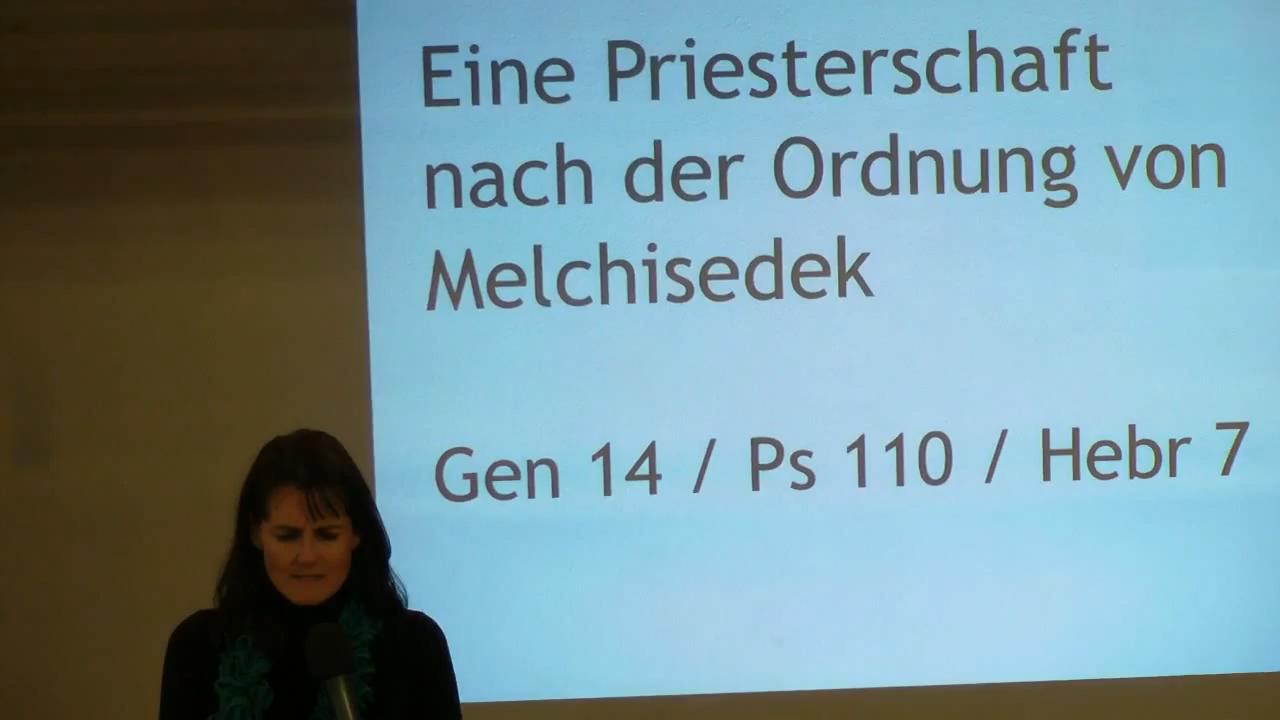 Eine Priesterschaft
nach der Ordnung von
Melchisedek
Gen 14 / Ps 110 / Hebr 7